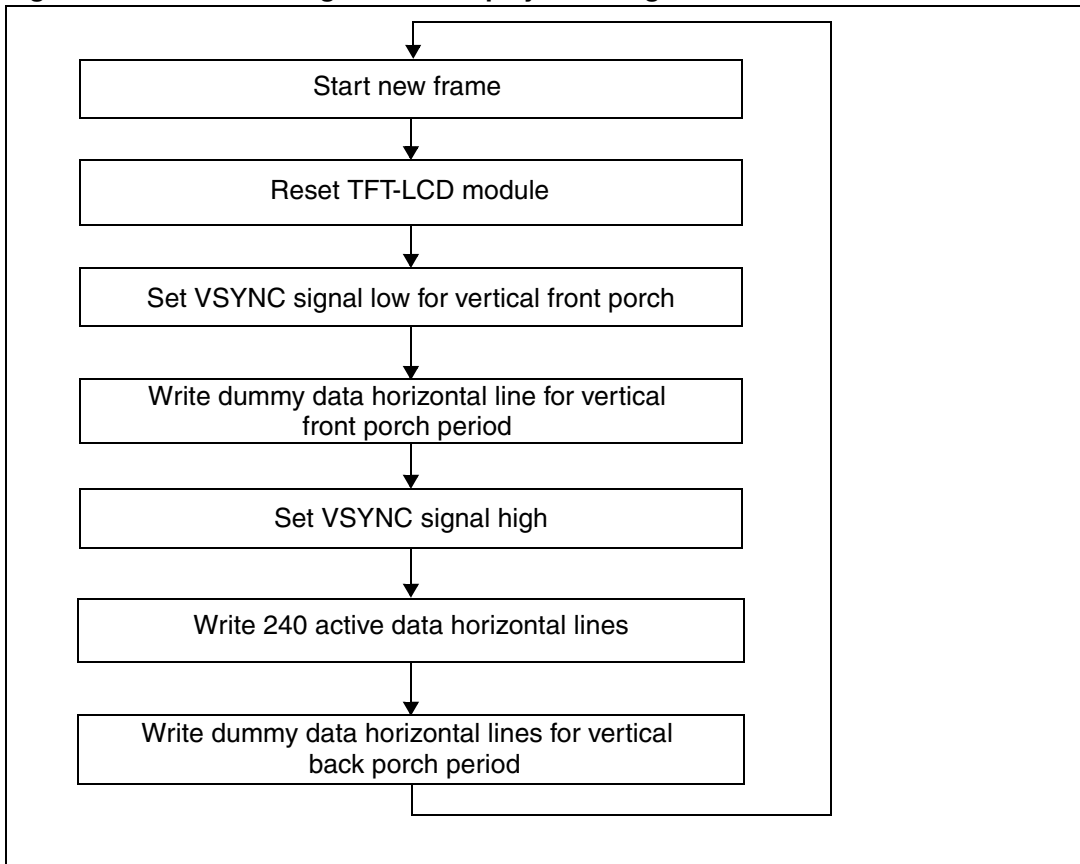 Start new frame
Reset TFT-LCD module
Set VSYNC signal low for vertical front porch
Write dummy data horizontal line for vertical
front porch period
Set VSYNC signal high
Write 240 active data horizontal lines
Write dummy data horizontal lines for vertical
back porch period